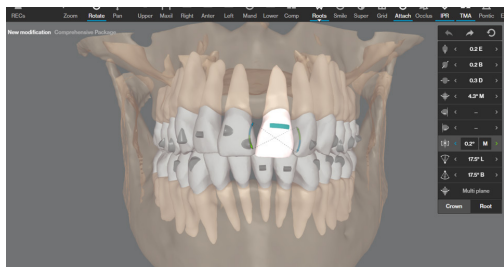 RECs Zoom Rotate Pan Upper Maxil Right Anter Left Mand Lower Comp Roots Smile Super Grid Attach Occlus IPR TMA Pontic E
New modification Comprehensive Package
0.2 E
0.2 B
0.3 D
4.3° M
–
–
0.2° M
17.5° L
17.5° B
Multi plane
Crown Root